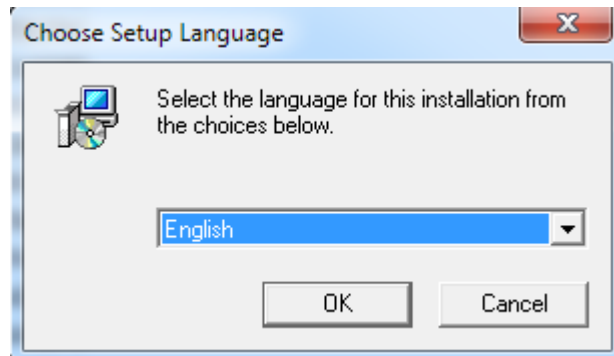 Choose Setup Language
Select the language for this installation from
the choices below.
English
OK
Cancel